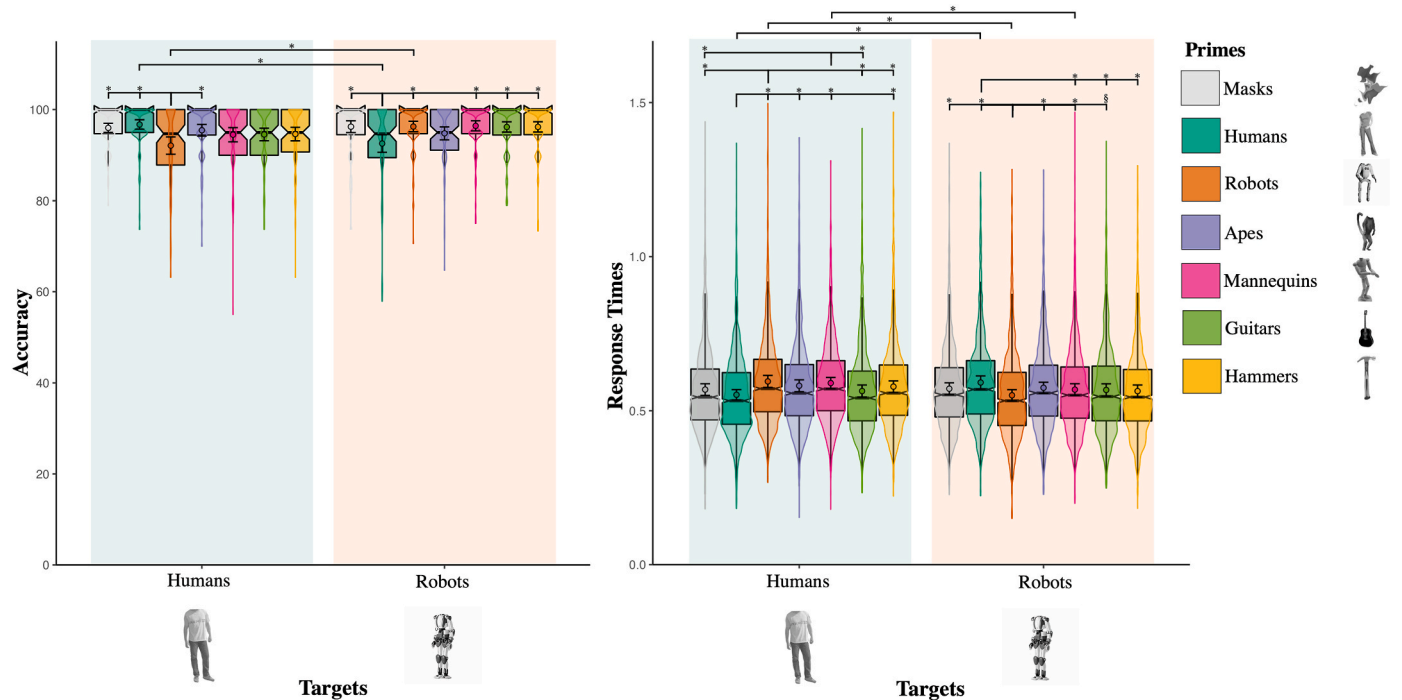 Accuracy
100
80
60
40
20
0
* * * * * * * * * * *
Humans
Robots
Targets
Response Times
1.5
1.0
0.5
0.0
* * * * * * * * * * * * * * * * * * * §
Humans
Robots
Targets
Primes
Masks
Humans
Robots
Apes
Mannequins
Guitars
Hammers